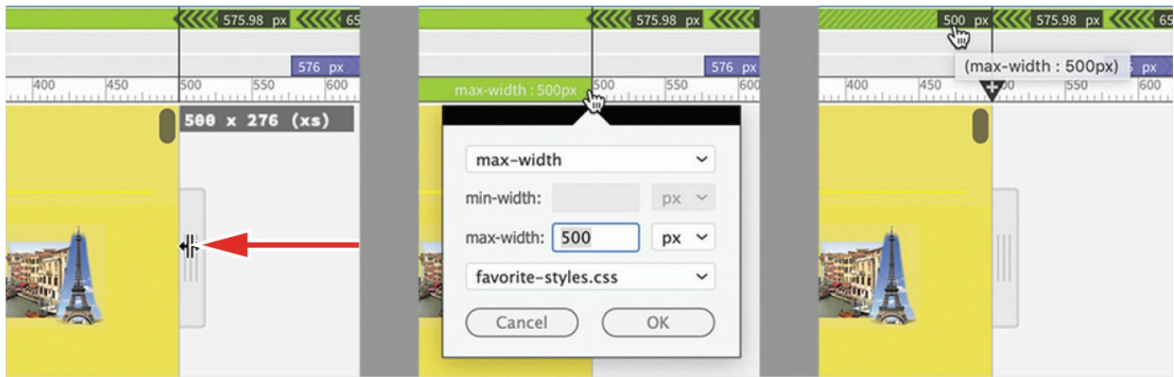 575.98 px
65
576 px
400 450 500 550 600
500 x 276 (xs)
575.98 px
576 px
max-width : 500px
500 550 600
max-width
min-width:
px
max-width: 500 px
favorite-styles.css
Cancel OK
500 px 575.98 px 65
(max-width : 500px)
px
400 450 550 600